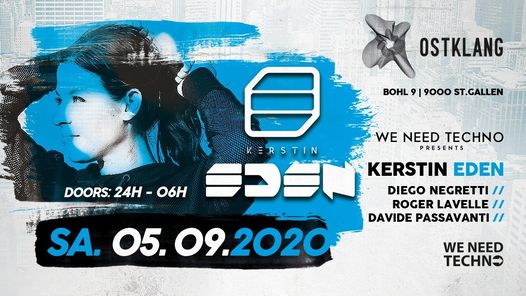 KERSTIN
EDEN
DOORS: 24H - 06H
SA. 05. 09.2020
OSTKLANG
BOHL 9 | 9000 ST.GALLEN
WE NEED TECHNO
PRESENTS
KERSTIN EDEN
DIEGO NEGRETTI //
ROGER LAVELLE //
DAVIDE PASSAVANTI //
WE NEED
TECHNO